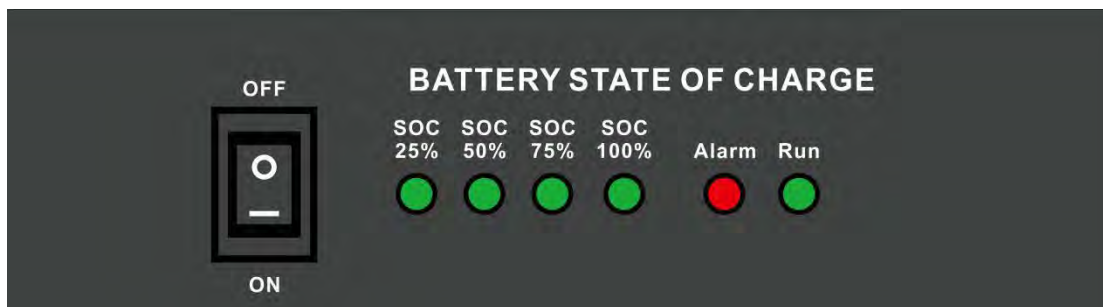 OFF
ON
BATTERY STATE OF CHARGE
SOC 25%
SOC 50%
SOC 75%
SOC 100%
Alarm
Run